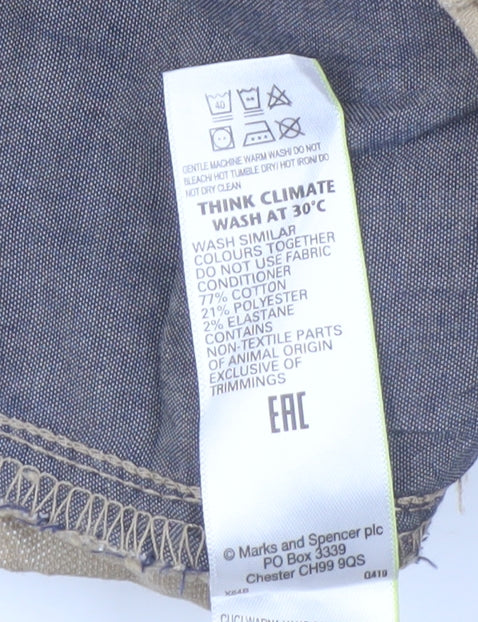 40
GENTLE MACHINE WARM WASH/ DO NOT
BLEACH/ HOT TUMBLE DRY/ HOT IRON/ DO
NOT DRY CLEAN
THINK CLIMATE
WASH AT 30°C
WASH SIMILAR
COLOURS TOGETHER
DO NOT USE FABRIC
CONDITIONER
77% COTTON
21% POLYESTER
2% ELASTANE
CONTAINS
NON-TEXTILE PARTS
OF ANIMAL ORIGIN
EXCLUSIVE OF
TRIMMINGS
EAC
© Marks and Spencer plc
PO Box 3339
Chester CH99 9QS
X64B G419